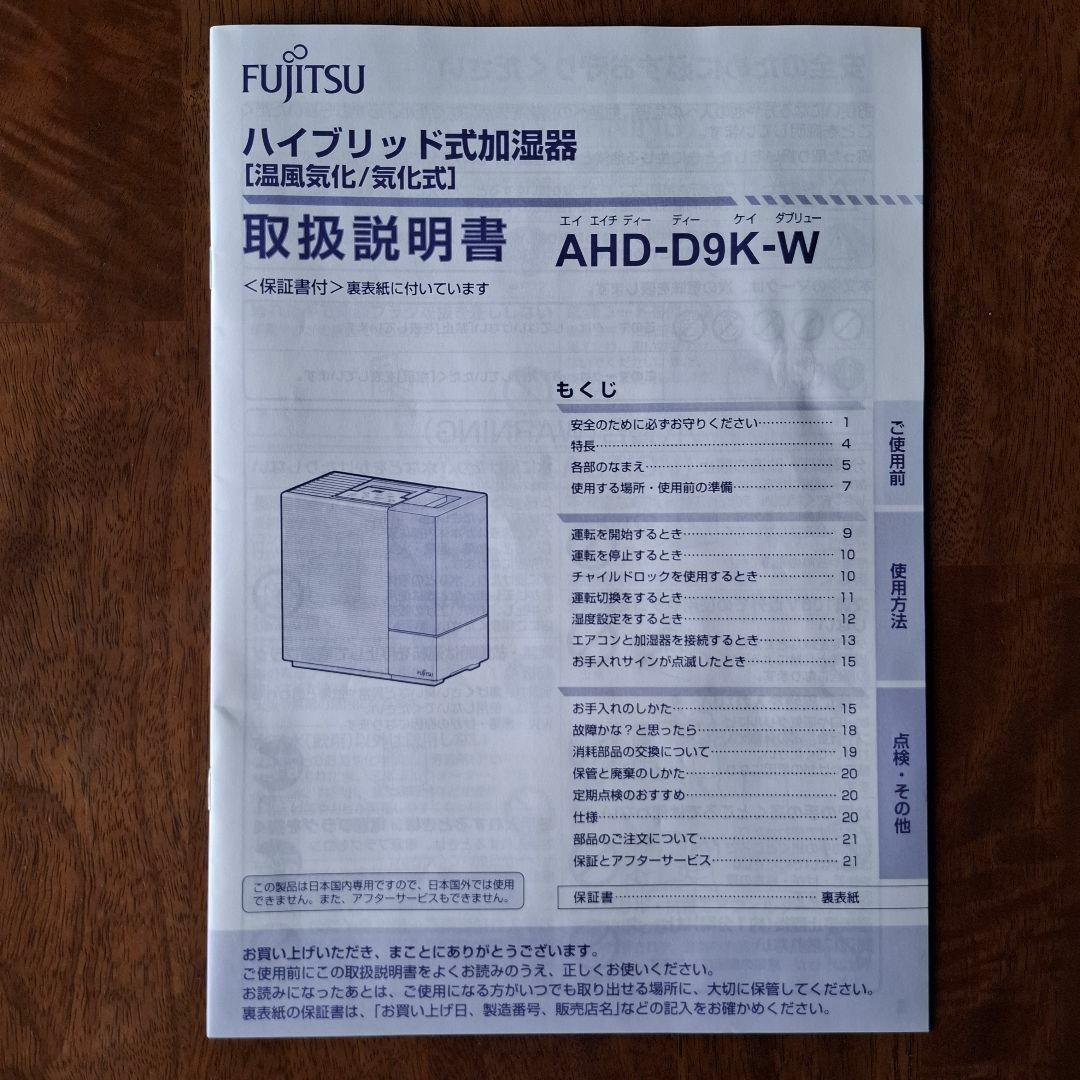 FUJITSU
ハイブリッド式加湿器
[温風気化/気化式]
取扱説明書
エイ エイチ ディー ディー ケイ ダブリュー
AHD-D9K-W
<保証書付>裏表紙に付いています
もくじ
安全のために必ずお守りください 1
特長 4
各部のなまえ 5
使用する場所・使用前の準備 7
ご使用前
運転を開始するとき 9
運転を停止するとき 10
チャイルドロックを使用するとき 10
運転切換をするとき 11
湿度設定をするとき 12
エアコンと加湿器を接続するとき 13
お手入れサインが点滅したとき 15
使用方法
お手入れのしかた 15
故障かな?と思ったら 18
消耗部品の交換について 19
保管と廃棄のしかた 20
定期点検のおすすめ 20
仕様 20
部品のご注文について 21
保証とアフターサービス 21
点検・その他
保証書 裏表紙
FUJITSU
この製品は日本国内専用ですので、日本国外では使用
できません。また、アフターサービスもできません。
お買い上げいただき、まことにありがとうございます。
ご使用前にこの取扱説明書をよくお読みのうえ、正しくお使いください。
お読みになったあとは、ご使用になる方がいつでも取り出せる場所に、大切に保管してください。
裏表紙の保証書は、「お買い上げ日、製造番号、販売店名」などの記入をお確かめください。